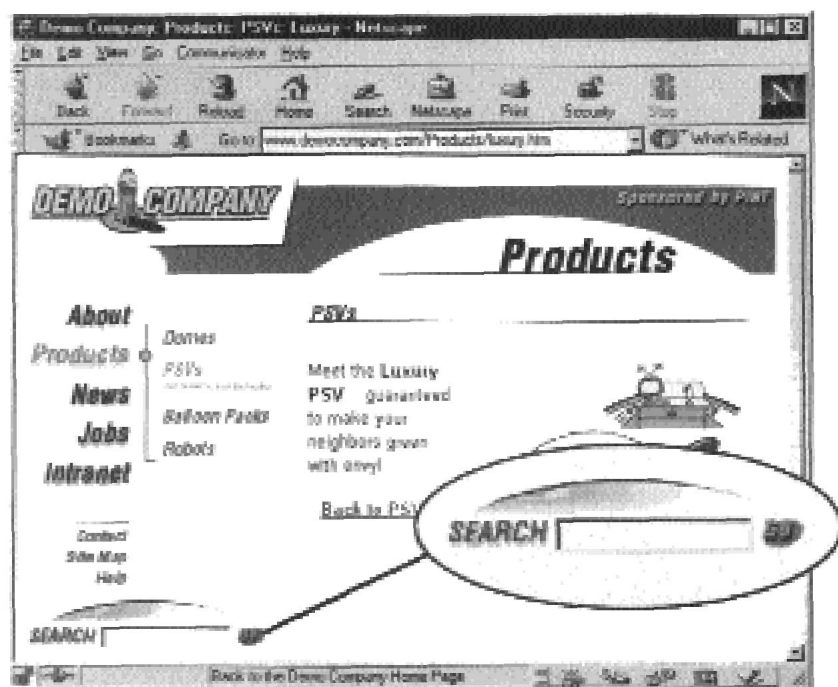 Demo Company: Products: PSVs: Luxury - Netscape
File Edit View Go Communicator Help
Back Forward Reload Home Search Netscape Print Security Stop
N
Bookmarks Go to: www.democompany.com/Products/luxury.htm What's Related
DEMO COMPANY
Sponsored by
Products
About
Products
News
Jobs
Intranet
Domes
PSVs
Balloon Packs
Robots
PSVs
Meet the Luxury
PSV guaranteed
to make your
neighbors green
with envy!
Back to PSV
Contact
Site Map
Help
SEARCH
SEARCH GO
Back to the Demo Company Home Page